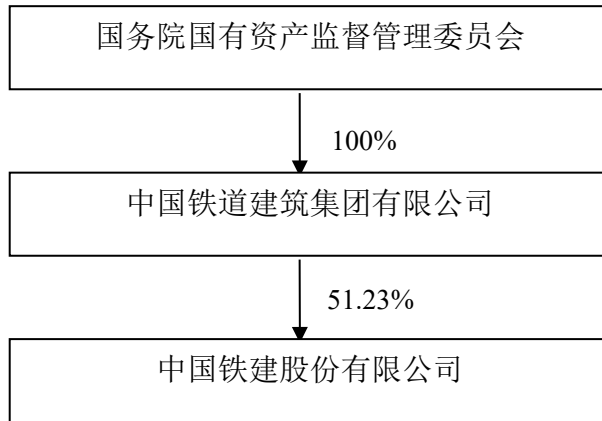 国务院国有资产监督管理委员会
100%
中国铁道建筑集团有限公司
51.23%
中国铁建股份有限公司